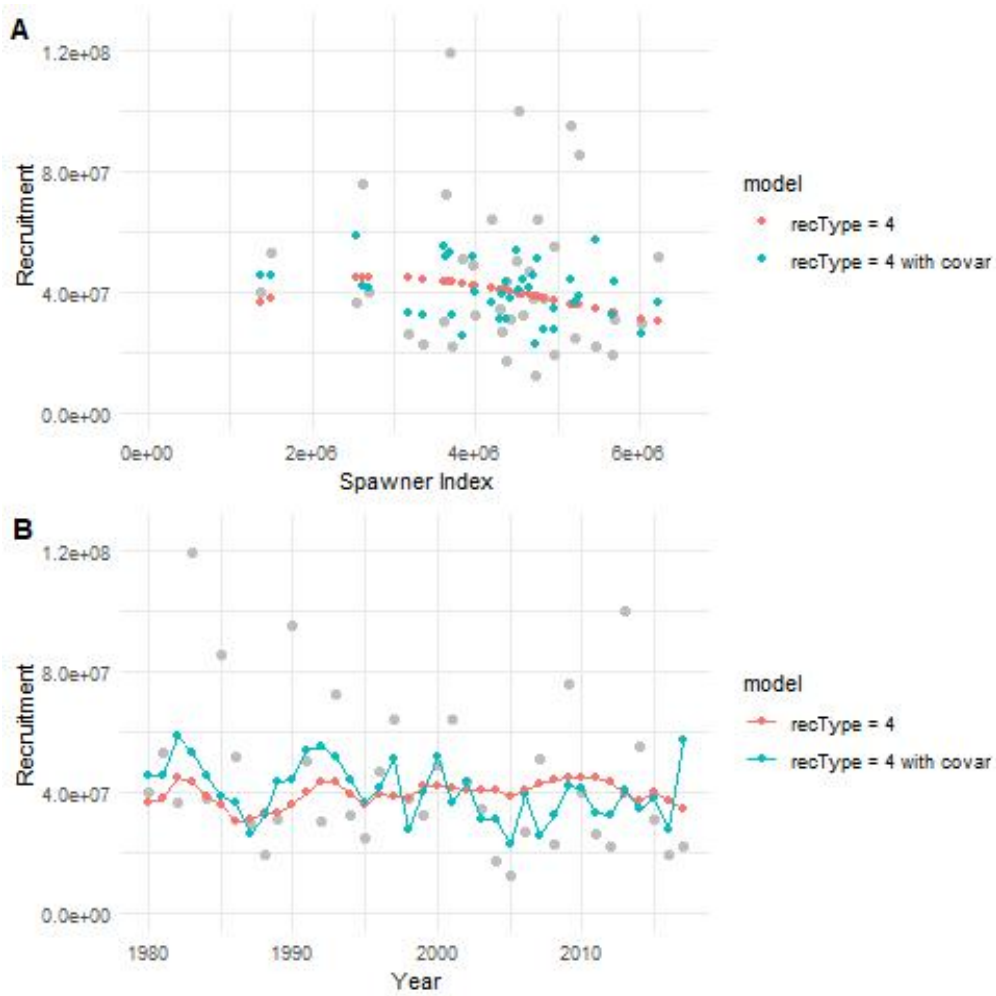 A
1.2e+08
8.0e+07
4.0e+07
0.0e+00
Recruitment
0e+00 2e+06 4e+06 6e+06
Spawner Index
model
recType = 4
recType = 4 with covar
B
1.2e+08
8.0e+07
4.0e+07
0.0e+00
Recruitment
1980 1990 2000 2010
Year
model
recType = 4
recType = 4 with covar